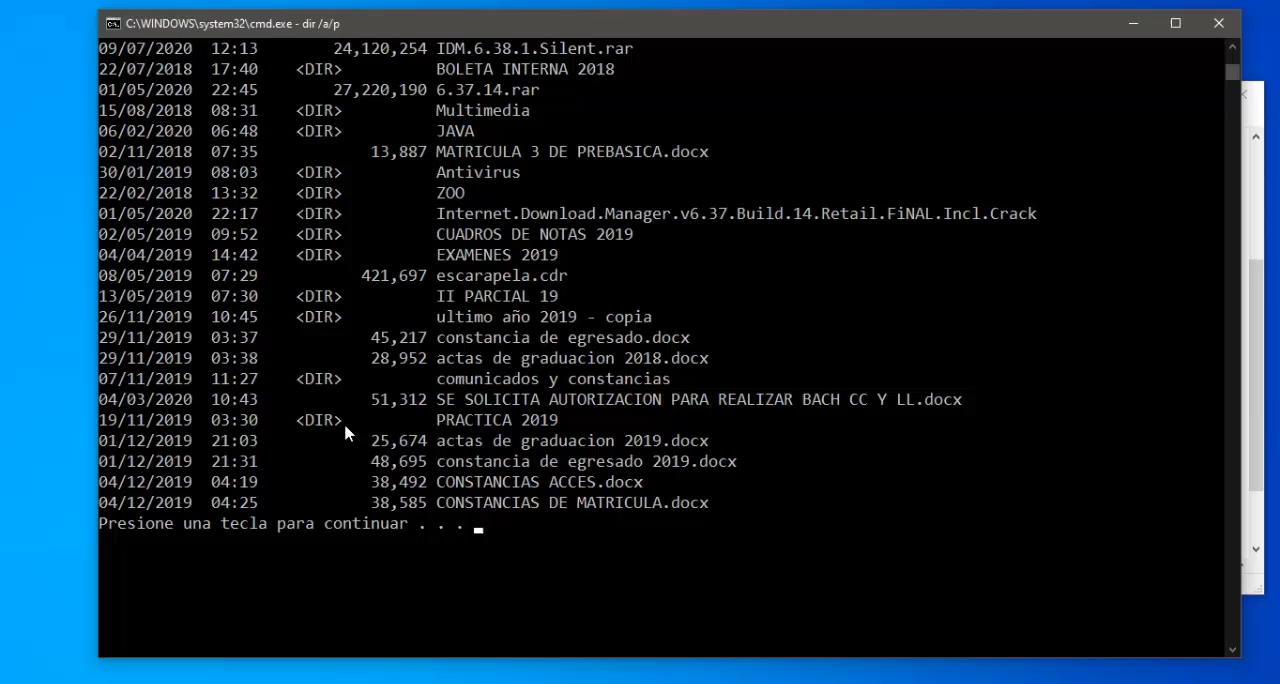 C:\WINDOWS\system32\cmd.exe - dir /a/p
09/07/2020 12:13 24,120,254 IDM.6.38.1.Silent.rar
22/07/2018 17:40 <DIR> BOLETA INTERNA 2018
01/05/2020 22:45 27,220,190 6.37.14.rar
15/08/2018 08:31 <DIR> Multimedia
06/02/2020 06:48 <DIR> JAVA
02/11/2018 07:35 13,887 MATRICULA 3 DE PREBASICA.docx
30/01/2019 08:03 <DIR> Antivirus
22/02/2018 13:32 <DIR> ZOO
01/05/2020 22:17 <DIR> Internet.Download.Manager.v6.37.Build.14.Retail.FiNAL.Incl.Crack
02/05/2019 09:52 <DIR> CUADROS DE NOTAS 2019
04/04/2019 14:42 <DIR> EXAMENES 2019
08/05/2019 07:29 421,697 escarapela.cdr
13/05/2019 07:30 <DIR> II PARCIAL 19
26/11/2019 10:45 <DIR> ultimo año 2019 - copia
29/11/2019 03:37 45,217 constancia de egresado.docx
29/11/2019 03:38 28,952 actas de graduacion 2018.docx
07/11/2019 11:27 <DIR> comunicados y constancias
04/03/2020 10:43 51,312 SE SOLICITA AUTORIZACION PARA REALIZAR BACH CC Y LL.docx
19/11/2019 03:30 <DIR> PRACTICA 2019
01/12/2019 21:03 25,674 actas de graduacion 2019.docx
01/12/2019 21:31 48,695 constancia de egresado 2019.docx
04/12/2019 04:19 38,492 CONSTANCIAS ACCES.docx
04/12/2019 04:25 38,585 CONSTANCIAS DE MATRICULA.docx
Presione una tecla para continuar . . .